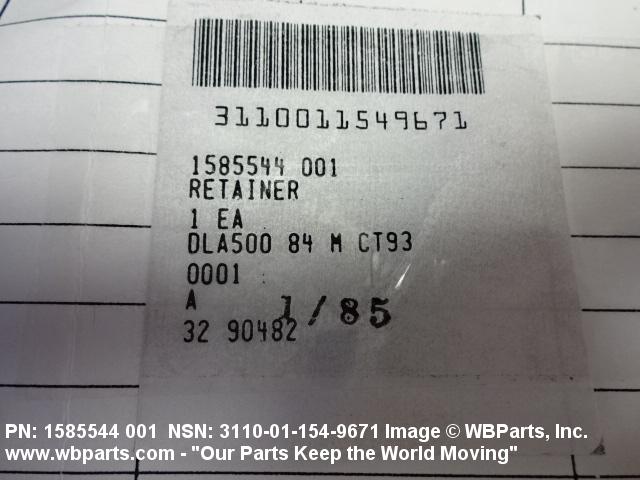 3110011549671
1585544 001
RETAINER
1 EA
DLA500 84 M CT93
0001
A 1/85
32 90482
PN: 1585544 001 NSN: 3110-01-154-9671 Image © WBParts, Inc.
www.wbparts.com - "Our Parts Keep the World Moving"